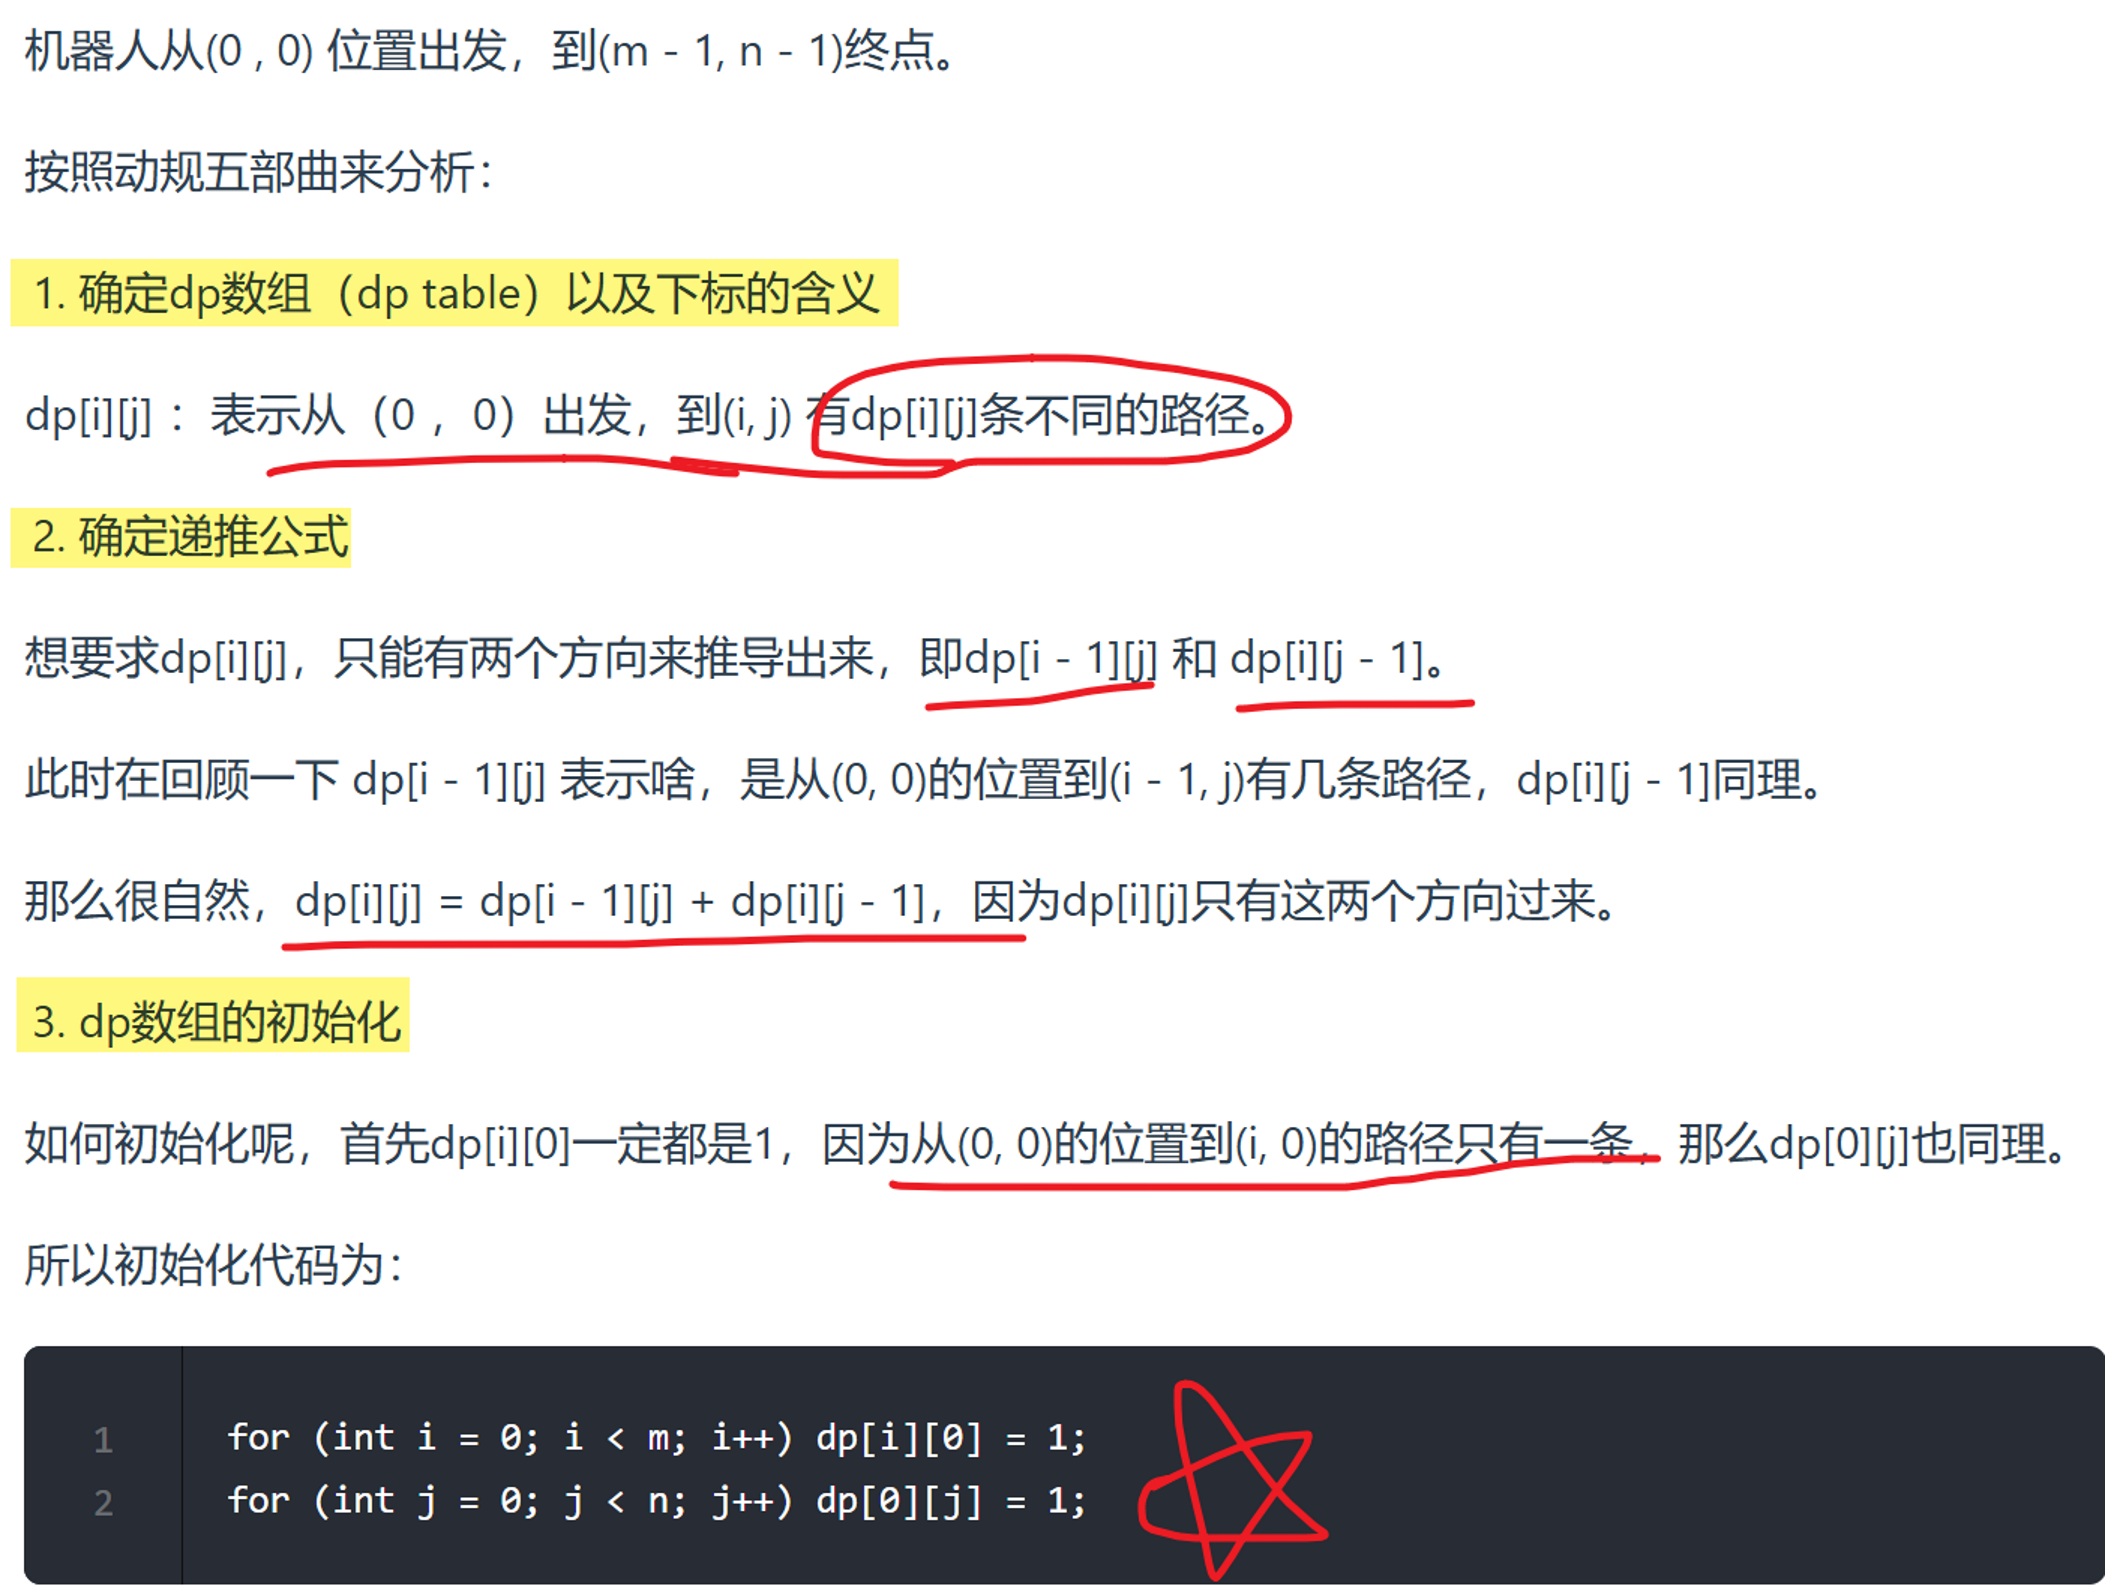 机器人从(0 , 0) 位置出发，到(m - 1, n - 1)终点。
按照动规五部曲来分析：
1. 确定dp数组（dp table）以及下标的含义
dp[i][j] ：表示从（0 ，0）出发，到(i, j) 有dp[i][j]条不同的路径。
2. 确定递推公式
想要求dp[i][j]，只能有两个方向来推导出来，即dp[i - 1][j] 和 dp[i][j - 1]。
此时在回顾一下 dp[i - 1][j] 表示啥，是从(0, 0)的位置到(i - 1, j)有几条路径，dp[i][j - 1]同理。
那么很自然，dp[i][j] = dp[i - 1][j] + dp[i][j - 1]，因为dp[i][j]只有这两个方向过来。
3. dp数组的初始化
如何初始化呢，首先dp[i][0]一定都是1，因为从(0, 0)的位置到(i, 0)的路径只有一条，那么dp[0][j]也同理。
所以初始化代码为：
1 for (int i = 0; i < m; i++) dp[i][0] = 1;
2 for (int j = 0; j < n; j++) dp[0][j] = 1;